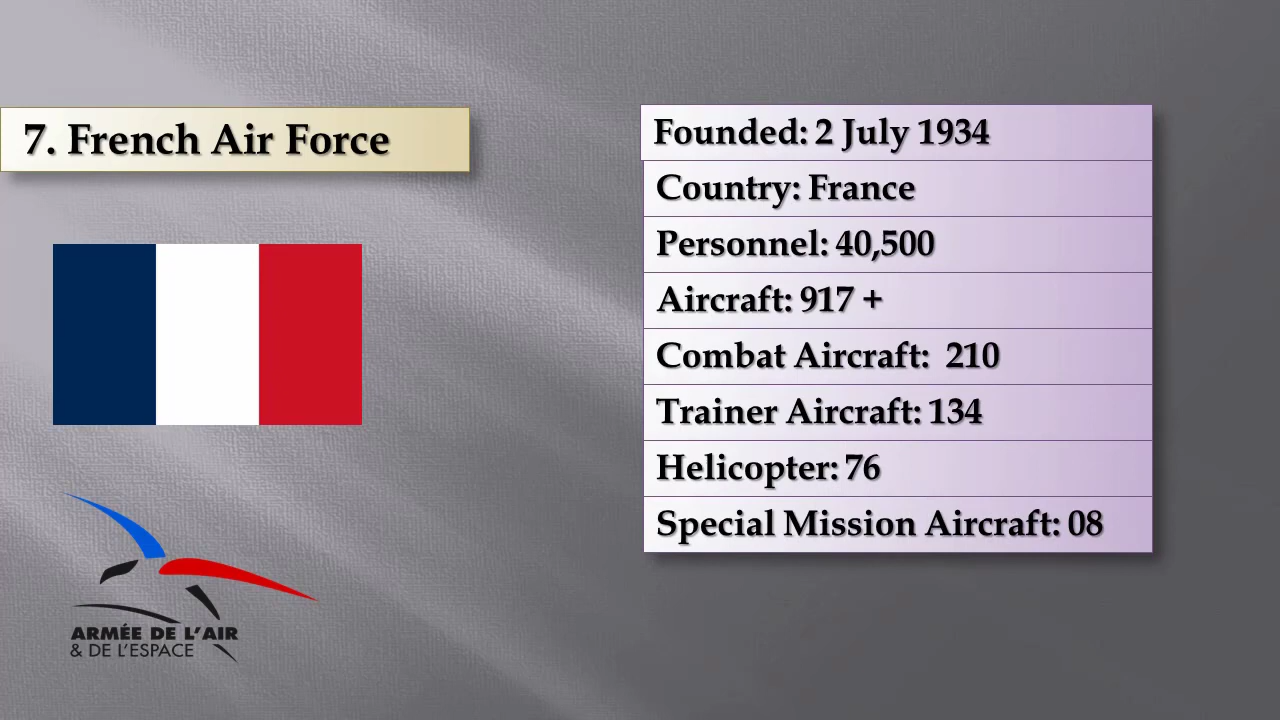 7. French Air Force
Founded: 2 July 1934
Country: France
Personnel: 40,500
Aircraft: 917 +
Combat Aircraft:  210
Trainer Aircraft: 134
Helicopter: 76
Special Mission Aircraft: 08
ARMÉE DE L'AIR
& DE L'ESPACE